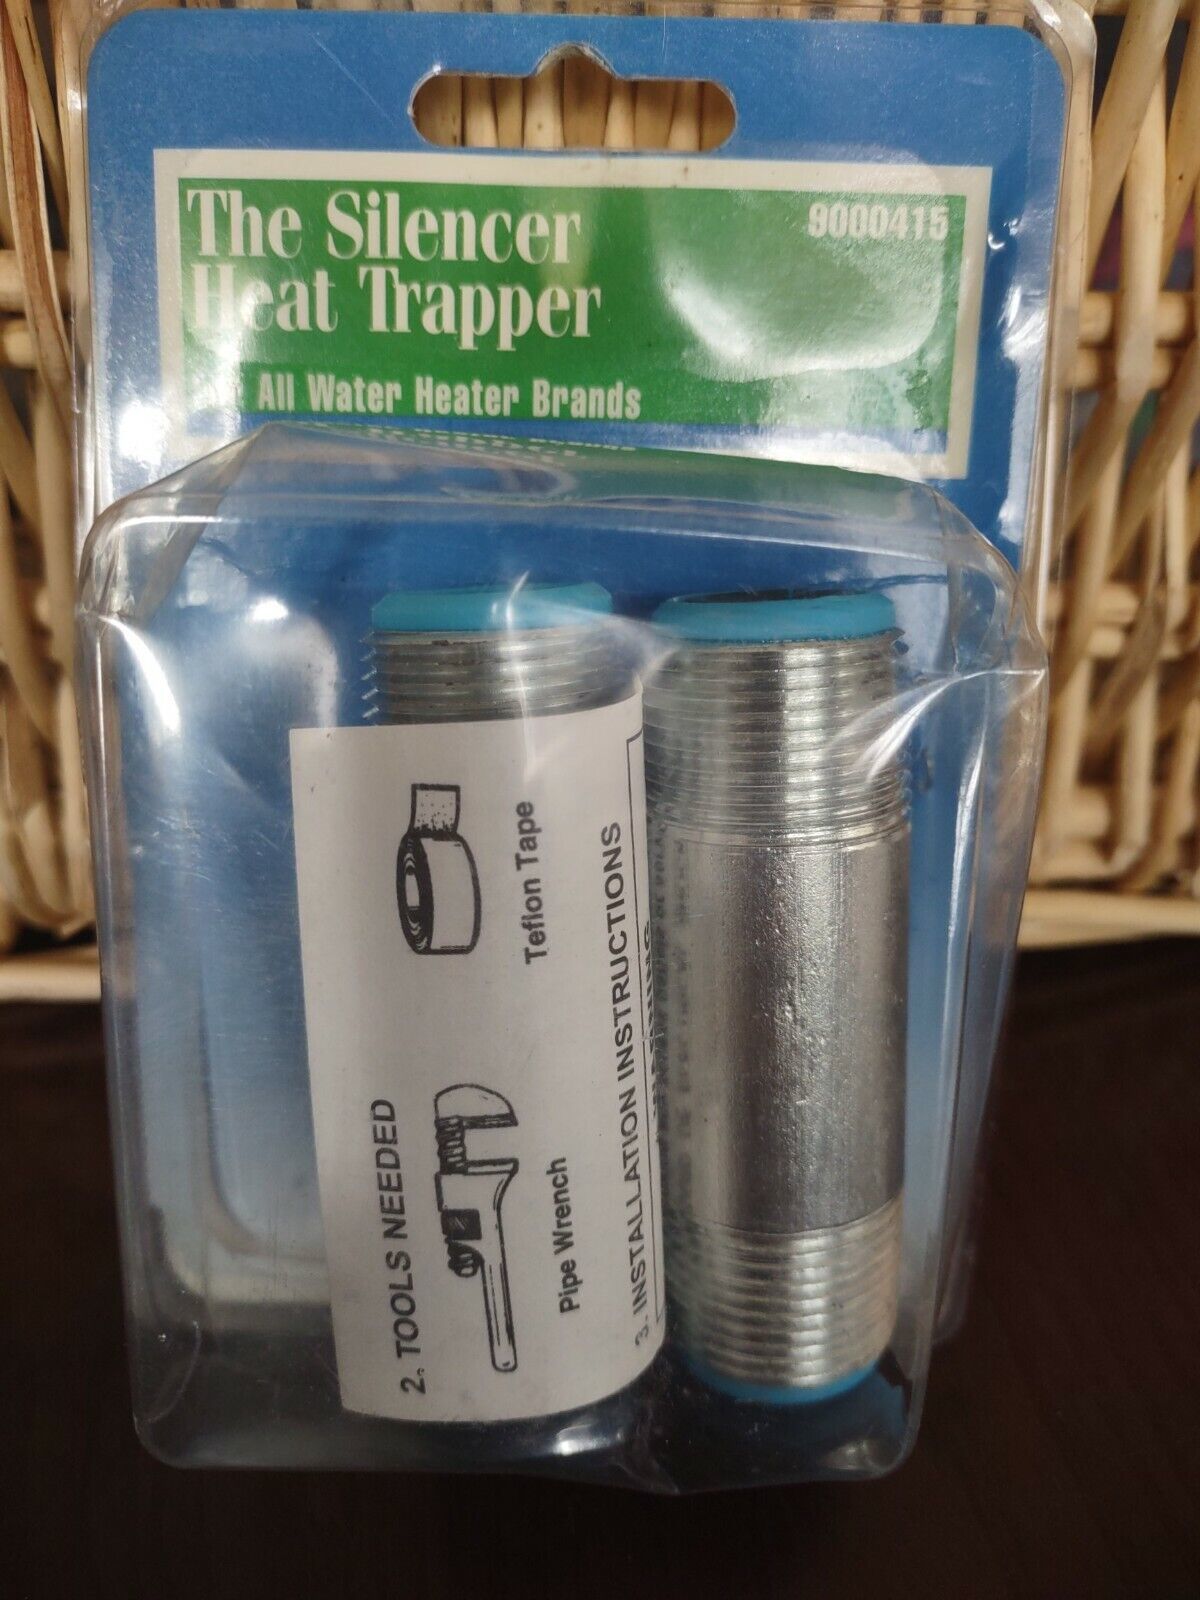 The Silencer
Heat Trapper
9000415
All Water Heater Brands
2. TOOLS NEEDED
Pipe Wrench
Teflon Tape
3. INSTALLATION INSTRUCTIONS